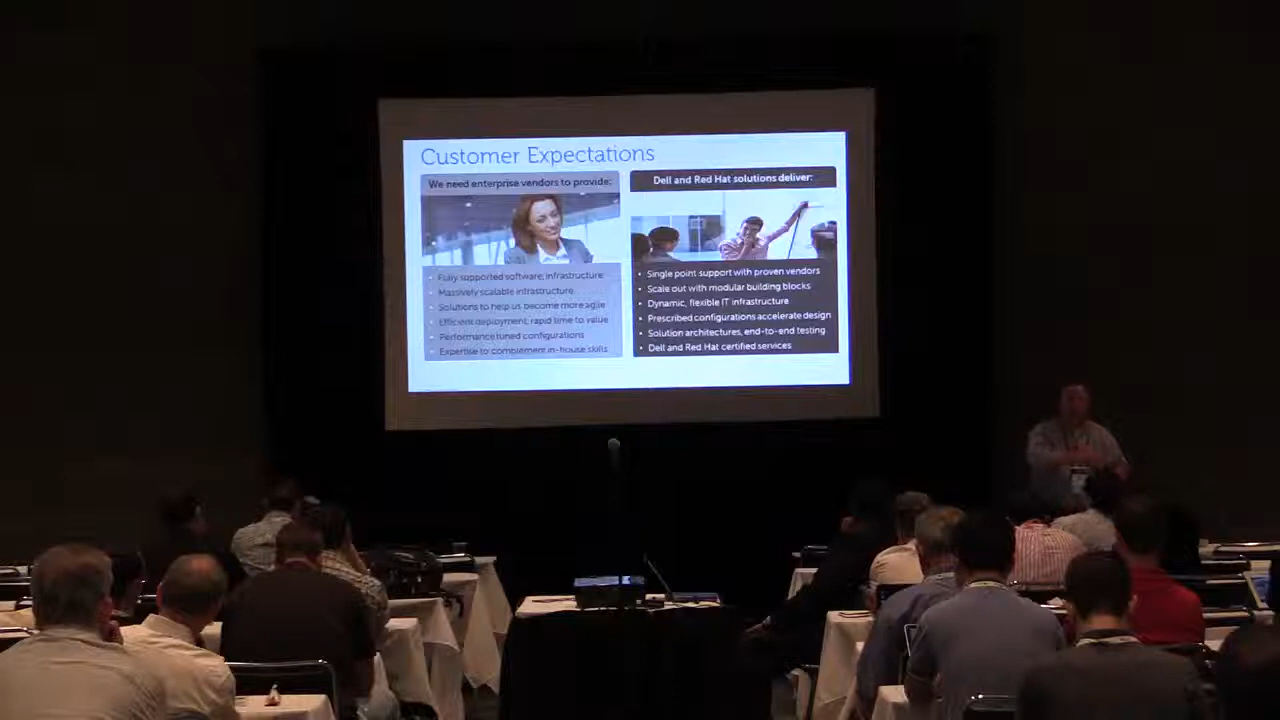 Customer Expectations
We need enterprise vendors to provide:
Fully supported software, infrastructure
Massively scalable infrastructure
Solutions to help us become more agile
Efficient deployment, rapid time to value
Performance tuned configurations
Expertise to complement in-house skills
Dell and Red Hat solutions deliver:
Single point support with proven vendors
Scale out with modular building blocks
Dynamic, flexible IT infrastructure
Prescribed configurations accelerate design
Solution architectures, end-to-end testing
Dell and Red Hat certified services